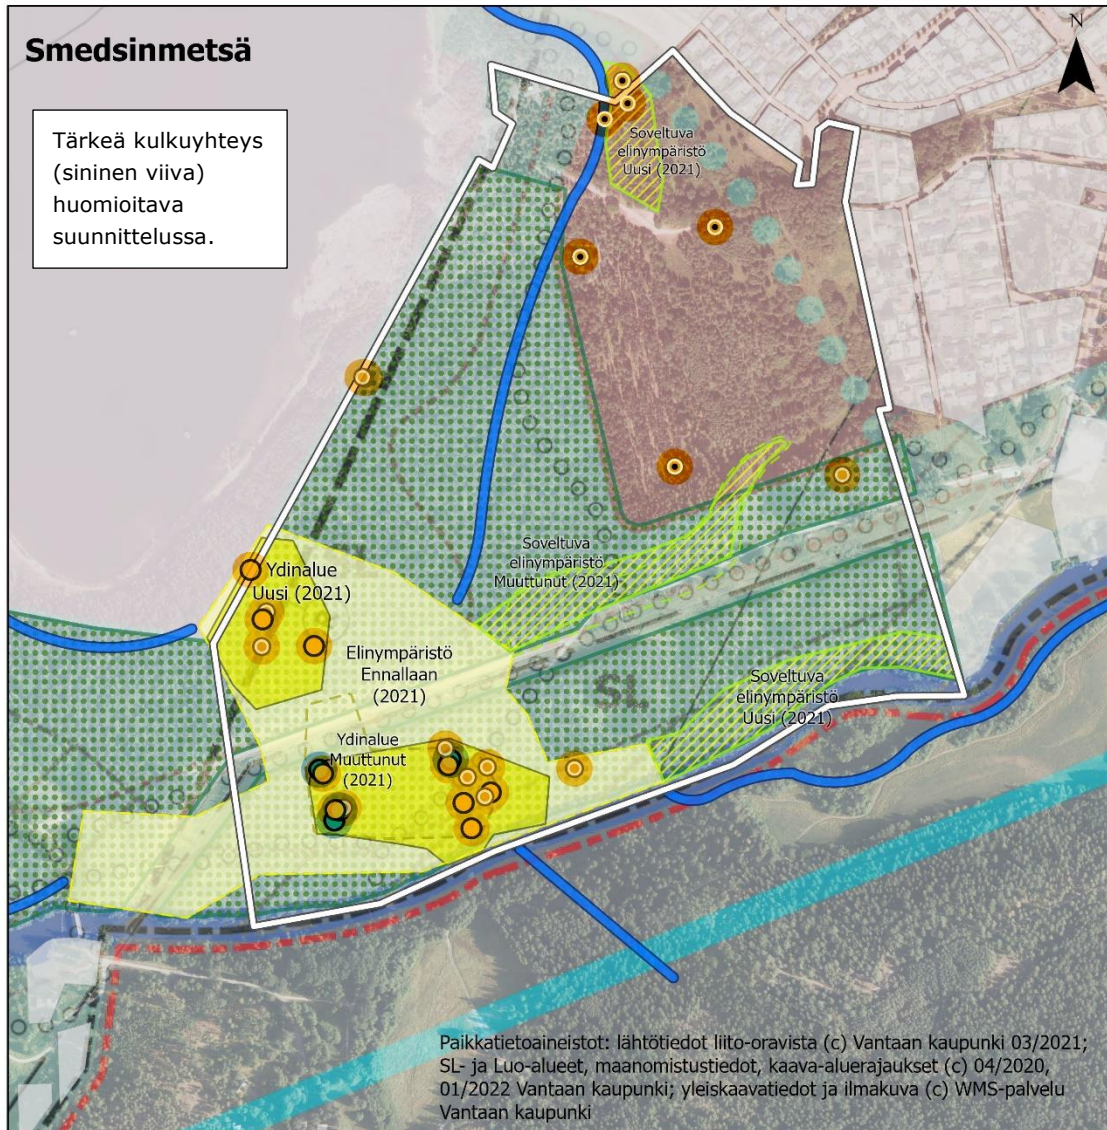 Smedsinmetsä
N
Tärkeä kulkuyhteys
(sininen viiva)
huomioitava
suunnittelussa.
Soveltuva
elinympäristö
Uusi (2021)
Soveltuva
elinympäristö
Muuttunut (2021)
Ydinalue
Uusi (2021)
Elinympäristö
Ennallaan
(2021)
SL
Soveltuva
elinympäristö
Uusi (2021)
Ydinalue
Muuttunut
(2021)
Paikkatietoaineistot: lähtötiedot liito-oravista (c) Vantaan kaupunki 03/2021;
SL- ja Luo-alueet, maanomistustiedot, kaava-aluerajaukset (c) 04/2020,
01/2022 Vantaan kaupunki; yleiskaavatiedot ja ilmakuva (c) WMS-palvelu
Vantaan kaupunki